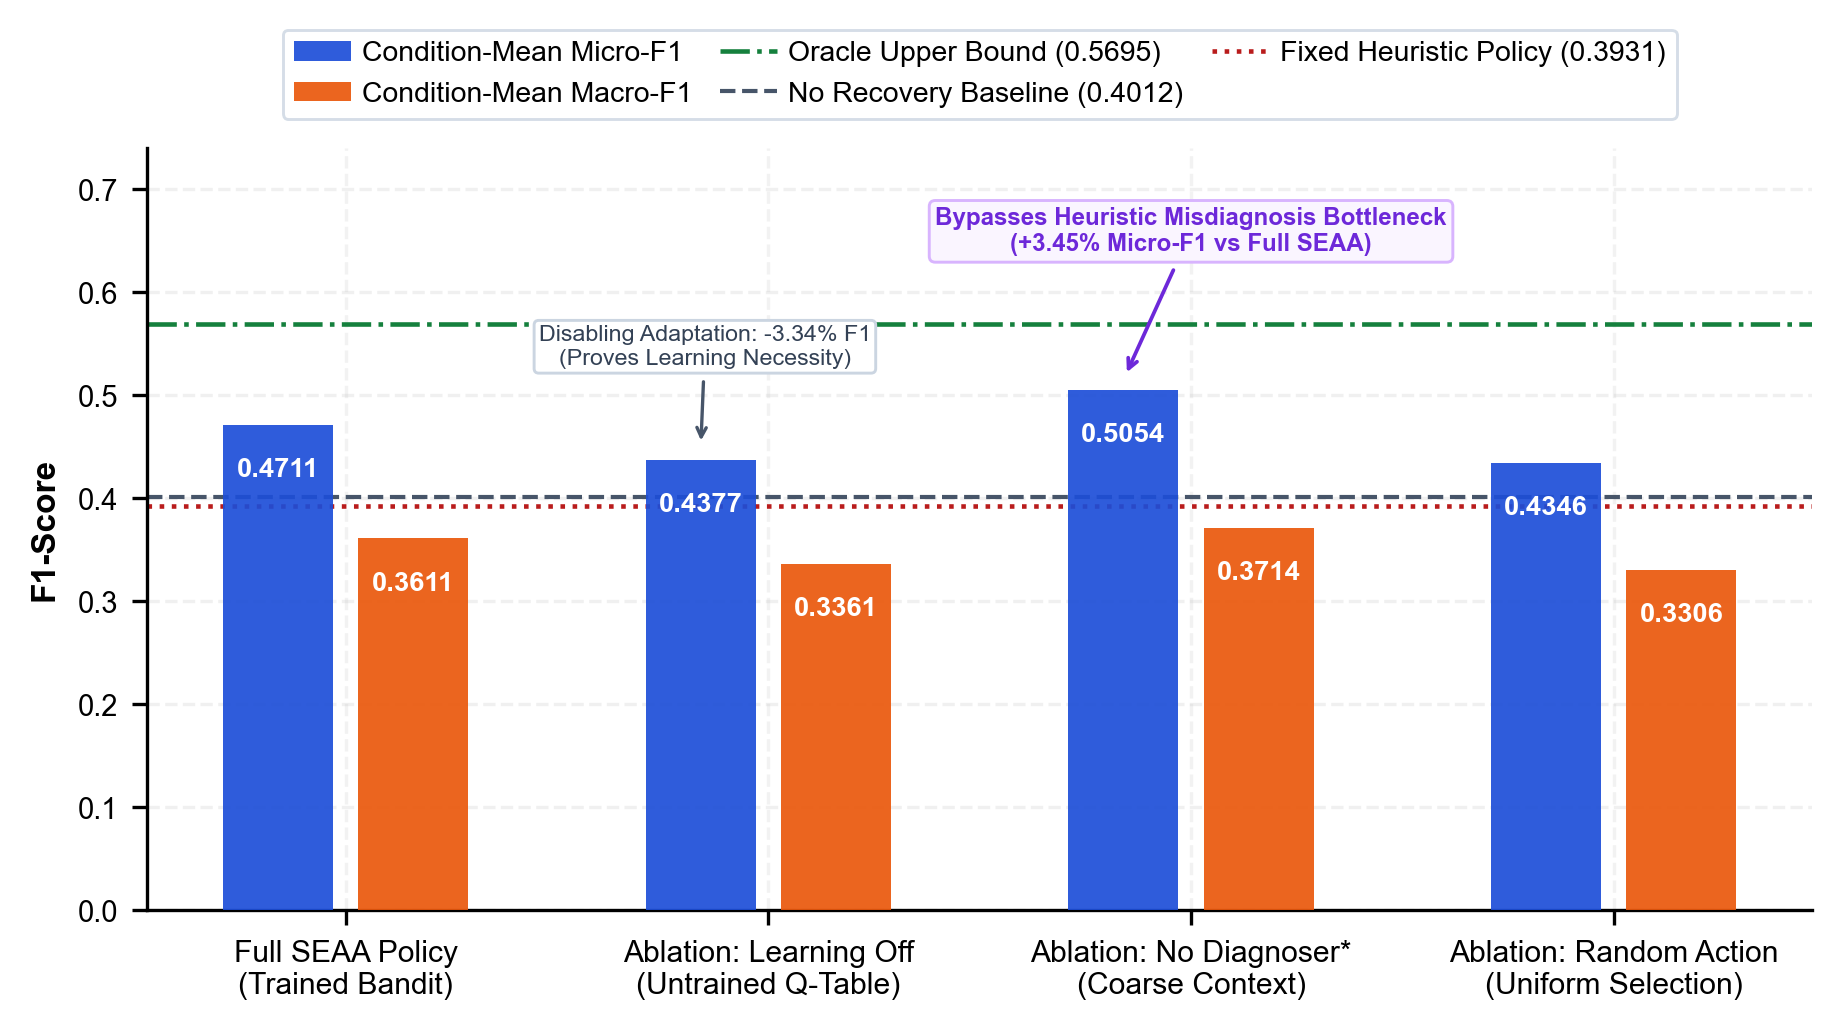 Condition-Mean Micro-F1
Condition-Mean Macro-F1
Oracle Upper Bound (0.5695)
No Recovery Baseline (0.4012)
Fixed Heuristic Policy (0.3931)
F1-Score
0.7
0.6
0.5
0.4
0.3
0.2
0.1
0.0
Bypasses Heuristic Misdiagnosis Bottleneck
(+3.45% Micro-F1 vs Full SEAA)
Disabling Adaptation: -3.34% F1
(Proves Learning Necessity)
0.4711
0.3611
0.4377
0.3361
0.5054
0.3714
0.4346
0.3306
Full SEAA Policy
(Trained Bandit)
Ablation: Learning Off
(Untrained Q-Table)
Ablation: No Diagnoser*
(Coarse Context)
Ablation: Random Action
(Uniform Selection)